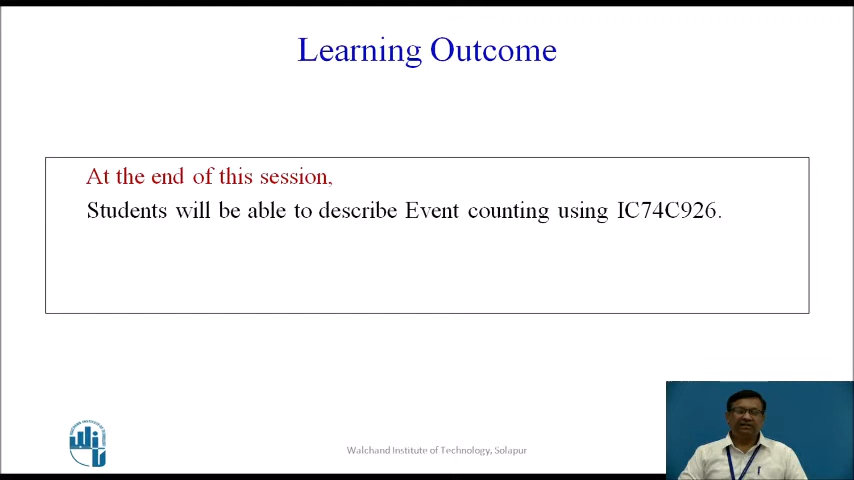 Learning Outcome
At the end of this session,
Students will be able to describe Event counting using IC74C926.
Walchand Institute of Technology, Solapur